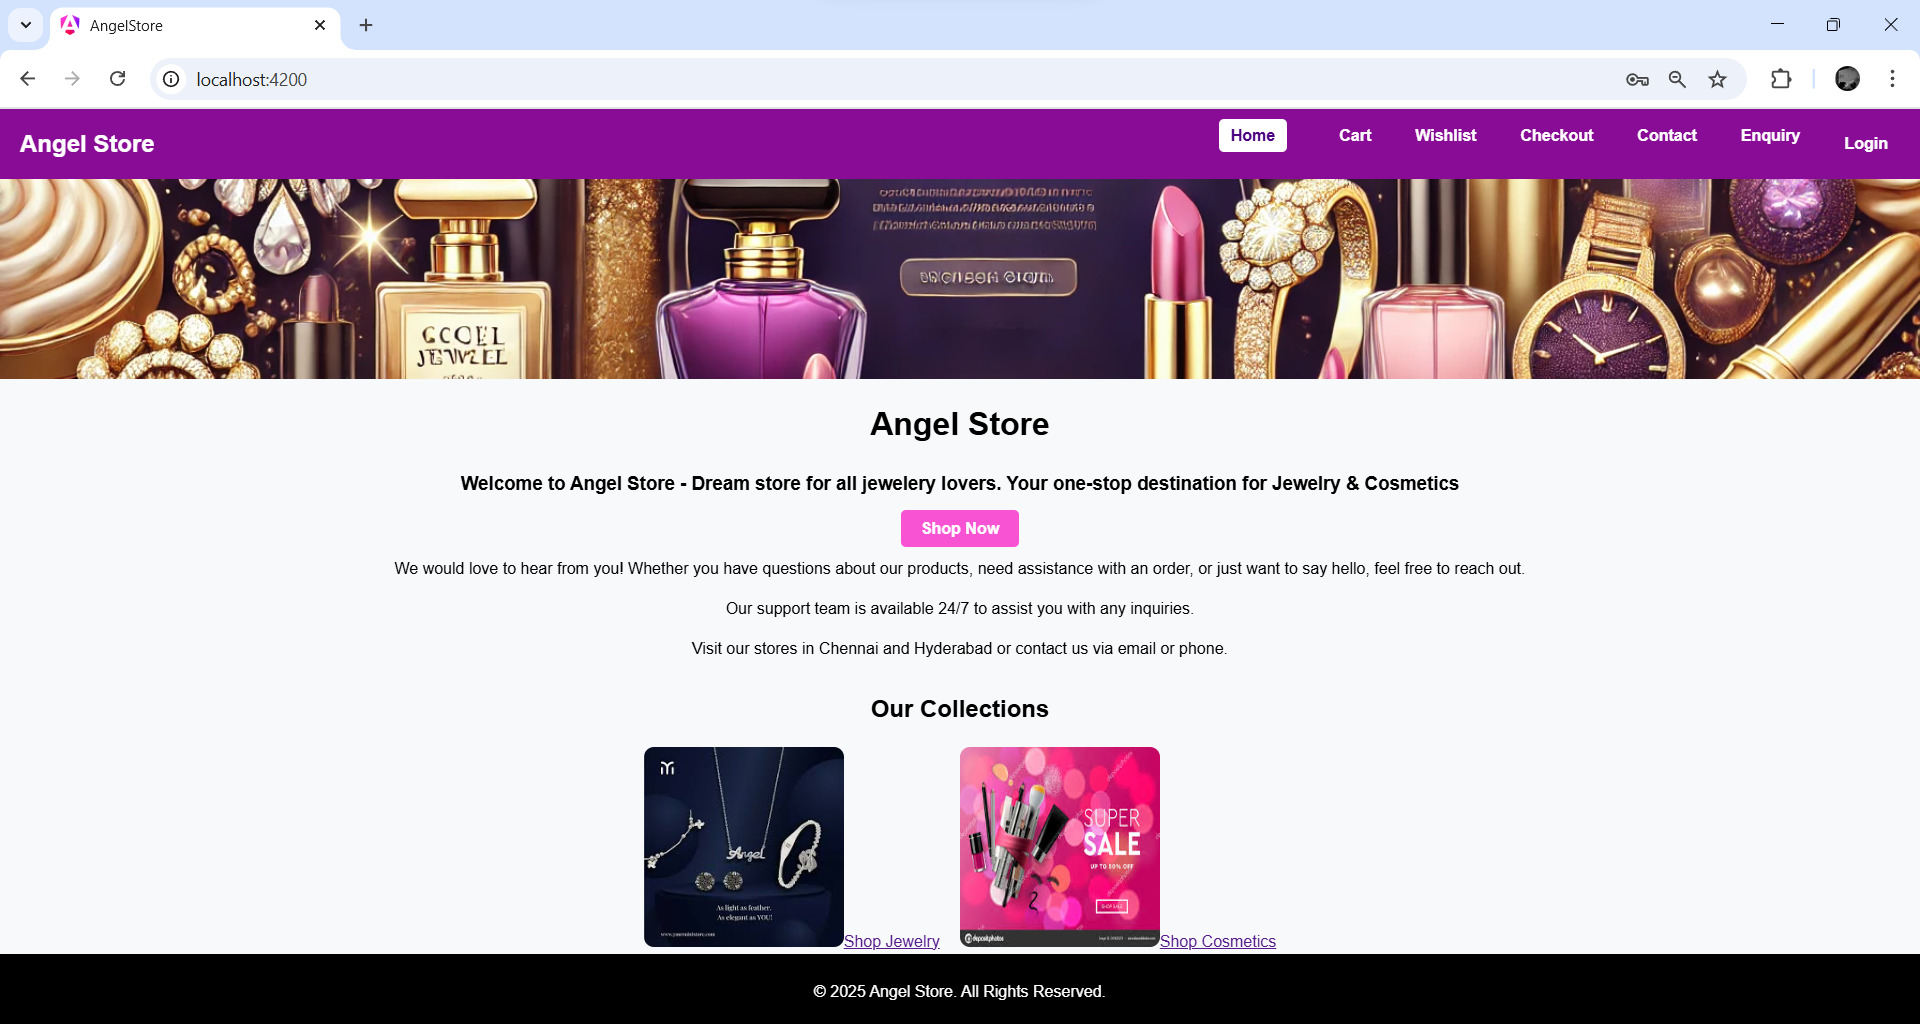 AngelStore
localhost:4200
Angel Store
Home Cart Wishlist Checkout Contact Enquiry Login
Angel Store
Welcome to Angel Store - Dream store for all jewelery lovers. Your one-stop destination for Jewelry & Cosmetics
Shop Now
We would love to hear from you! Whether you have questions about our products, need assistance with an order, or just want to say hello, feel free to reach out.
Our support team is available 24/7 to assist you with any inquiries.
Visit our stores in Chennai and Hyderabad or contact us via email or phone.
Our Collections
Angel
As light as feather.
As elegant as YOU!
Shop Jewelry
SUPER
SALE
UP TO 50% OFF
SHOP SALE
depositphotos
Shop Cosmetics
© 2025 Angel Store. All Rights Reserved.